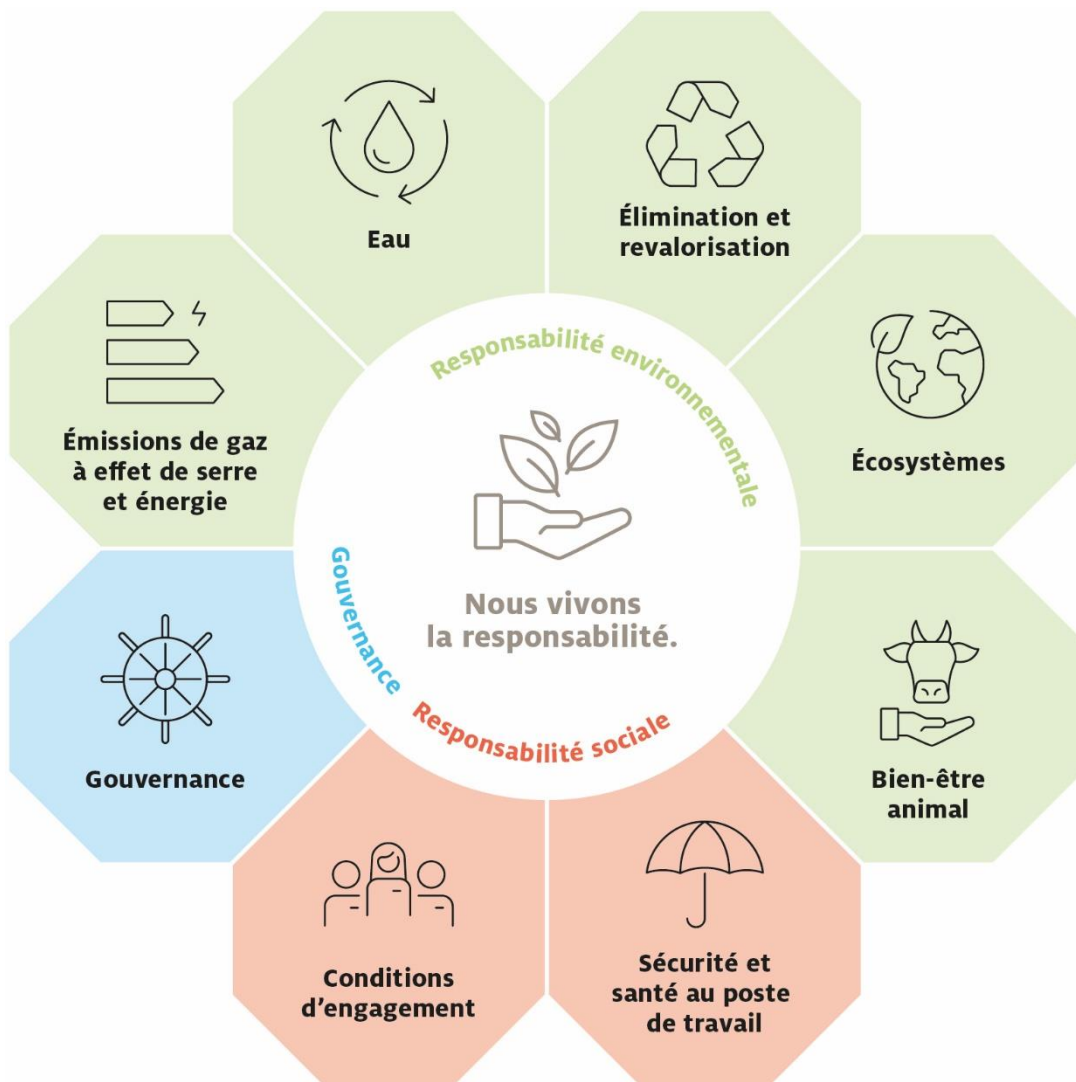 Eau
Élimination et
revalorisation
Émissions de gaz
à effet de serre
et énergie
Écosystèmes
Responsabilité environnementale
Nous vivons
la responsabilité.
Gouvernance
Responsabilité sociale
Gouvernance
Bien-être
animal
Conditions
d’engagement
Sécurité et
santé au poste
de travail